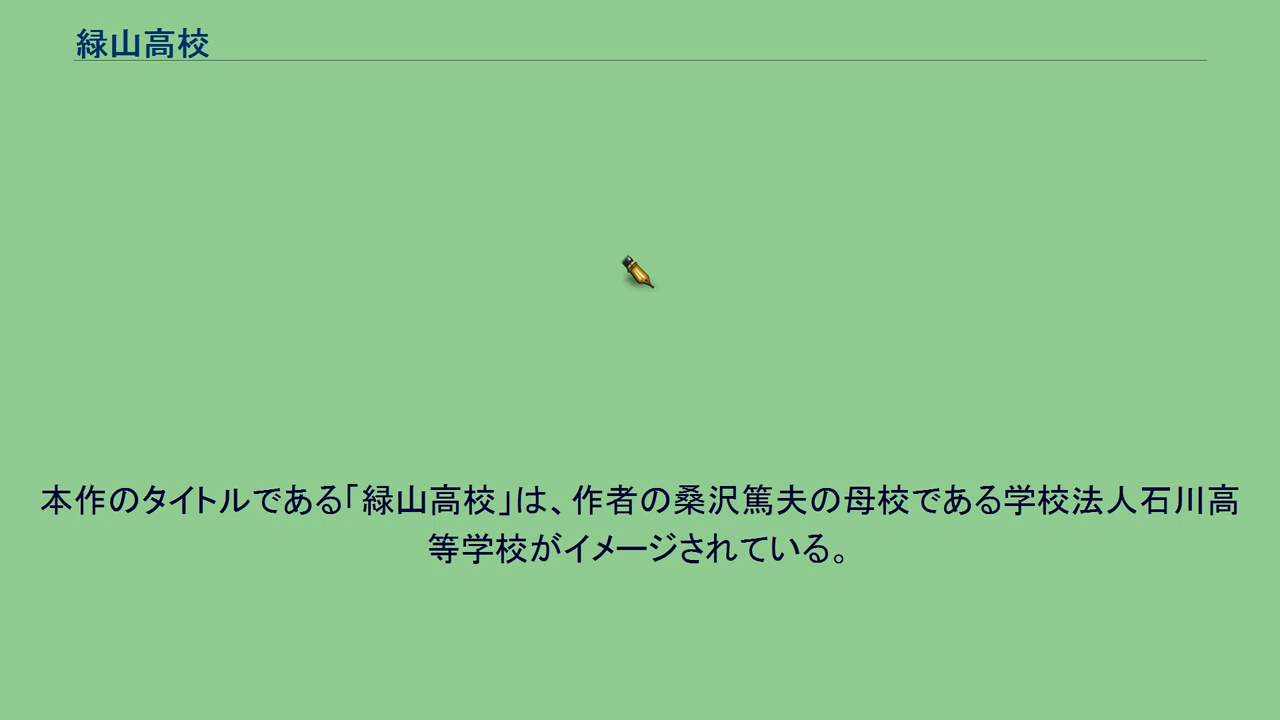 緑山高校
本作のタイトルである「緑山高校」は、作者の桑沢篤夫の母校である学校法人石川高
等学校がイメージされている。